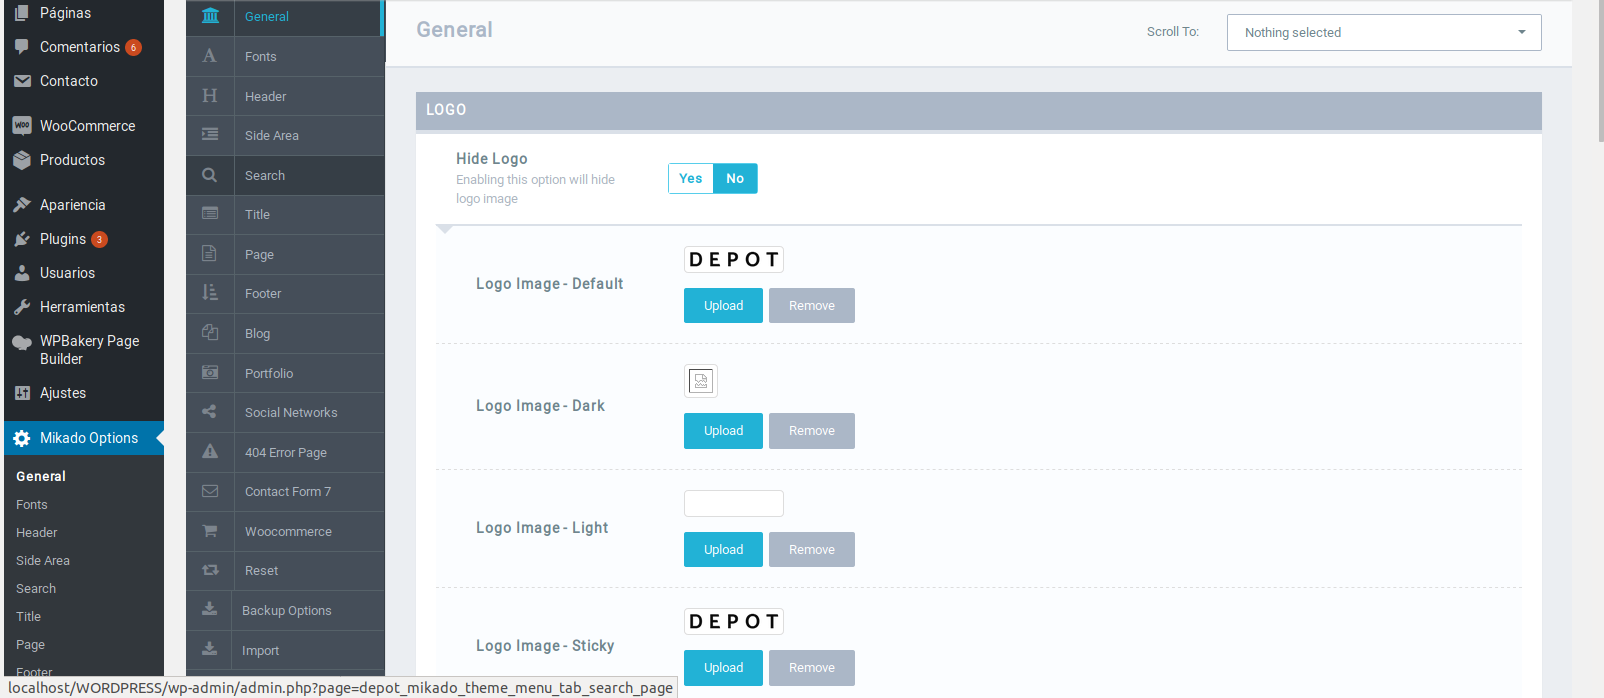 Páginas
Comentarios 6
Contacto
WOO WooCommerce
Productos
Apariencia
Plugins 3
Usuarios
Herramientas
WPBakery Page
Builder
Ajustes
Mikado Options
General
Fonts
Header
Side Area
Search
Title
Page
Footer
General
Fonts
Header
Side Area
Search
Title
Page
Footer
Blog
Portfolio
Social Networks
404 Error Page
Contact Form 7
Woocommerce
Reset
Backup Options
Import
General
Scroll To:
Nothing selected
LOGO
Hide Logo
Enabling this option will hide
logo image
Yes No
Logo Image - Default
DEPOT
Upload Remove
Logo Image - Dark
Upload Remove
Logo Image - Light
Upload Remove
Logo Image - Sticky
DEPOT
Upload Remove
localhost/WORDPRESS/wp-admin/admin.php?page=depot_mikado_theme_menu_tab_search_page